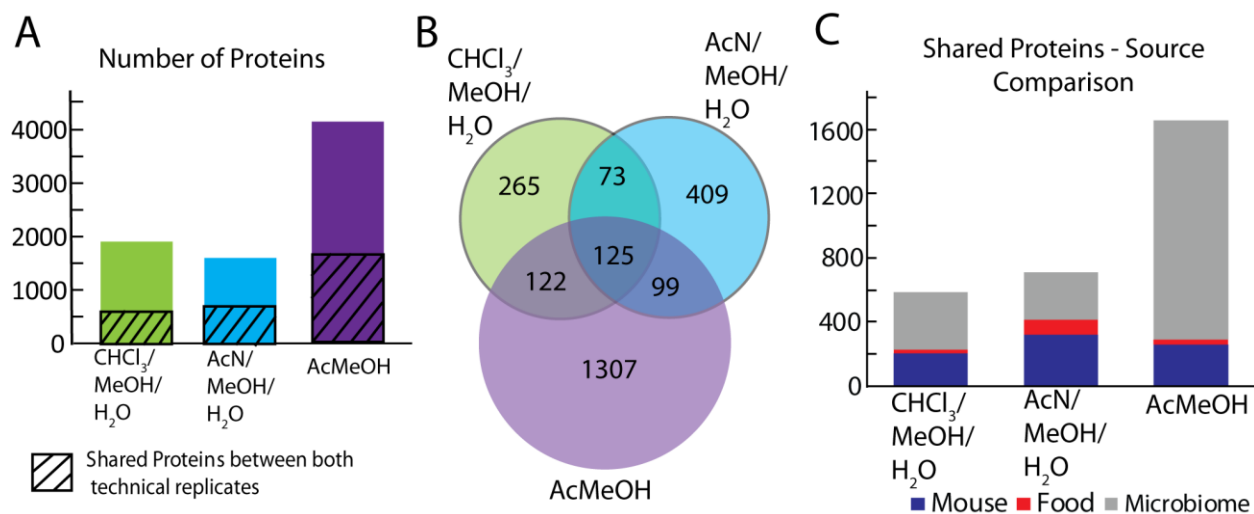 A
Number of Proteins
4000
3000
2000
1000
0
CHCl₃/
MeOH/
H₂O
AcN/
MeOH/
H₂O
AcMeOH
Shared Proteins between both
technical replicates
B
CHCl₃/
MeOH/
H₂O
AcN/
MeOH/
H₂O
265
73
409
125
122
99
1307
AcMeOH
C
Shared Proteins - Source
Comparison
1600
1200
800
400
0
CHCl₃/
MeOH/
H₂O
AcN/
MeOH/
H₂O
AcMeOH
Mouse Food Microbiome